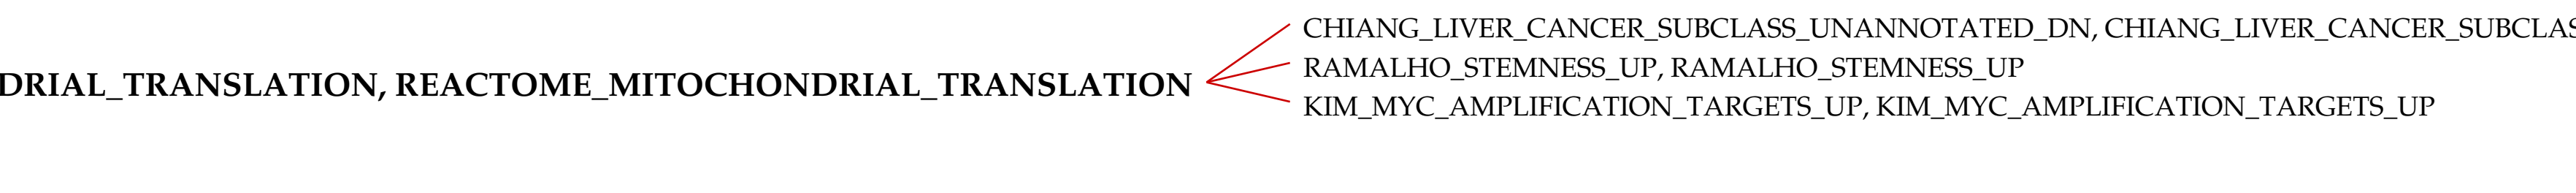 CHIANG_LIVER_CANCER_SUBCLASS_UNANNOTATED_DN, CHIANG_LIVER_CANCER_SUBCLAS
RAMALHO_STEMNESS_UP, RAMALHO_STEMNESS_UP
DRIAL_TRANSLATION, REACTOME_MITOCHONDRIAL_TRANSLATION
KIM_MYC_AMPLIFICATION_TARGETS_UP, KIM_MYC_AMPLIFICATION_TARGETS_UP